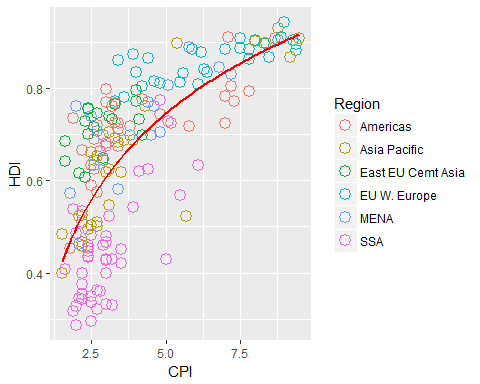 HDI
0.8
0.6
0.4
2.5 5.0 7.5
CPI
Region
Americas
Asia Pacific
East EU Cemt Asia
EU W. Europe
MENA
SSA